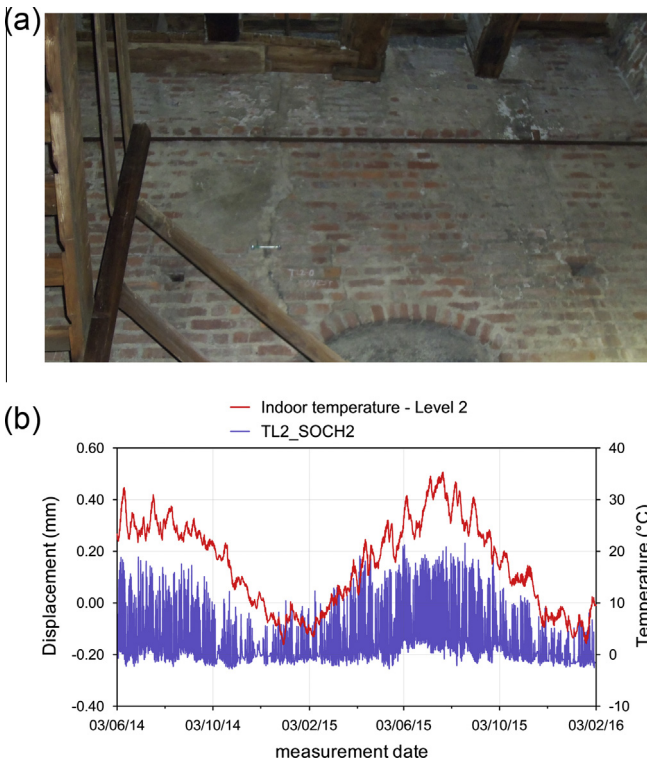 (a)
(b)
Indoor temperature - Level 2
TL2_SOCH2
0.60
0.40
0.20
0.00
-0.20
-0.40
Displacement (mm)
40
30
20
10
0
-10
Temperature (°C)
03/06/14 03/10/14 03/02/15 03/06/15 03/10/15 03/02/16
measurement date